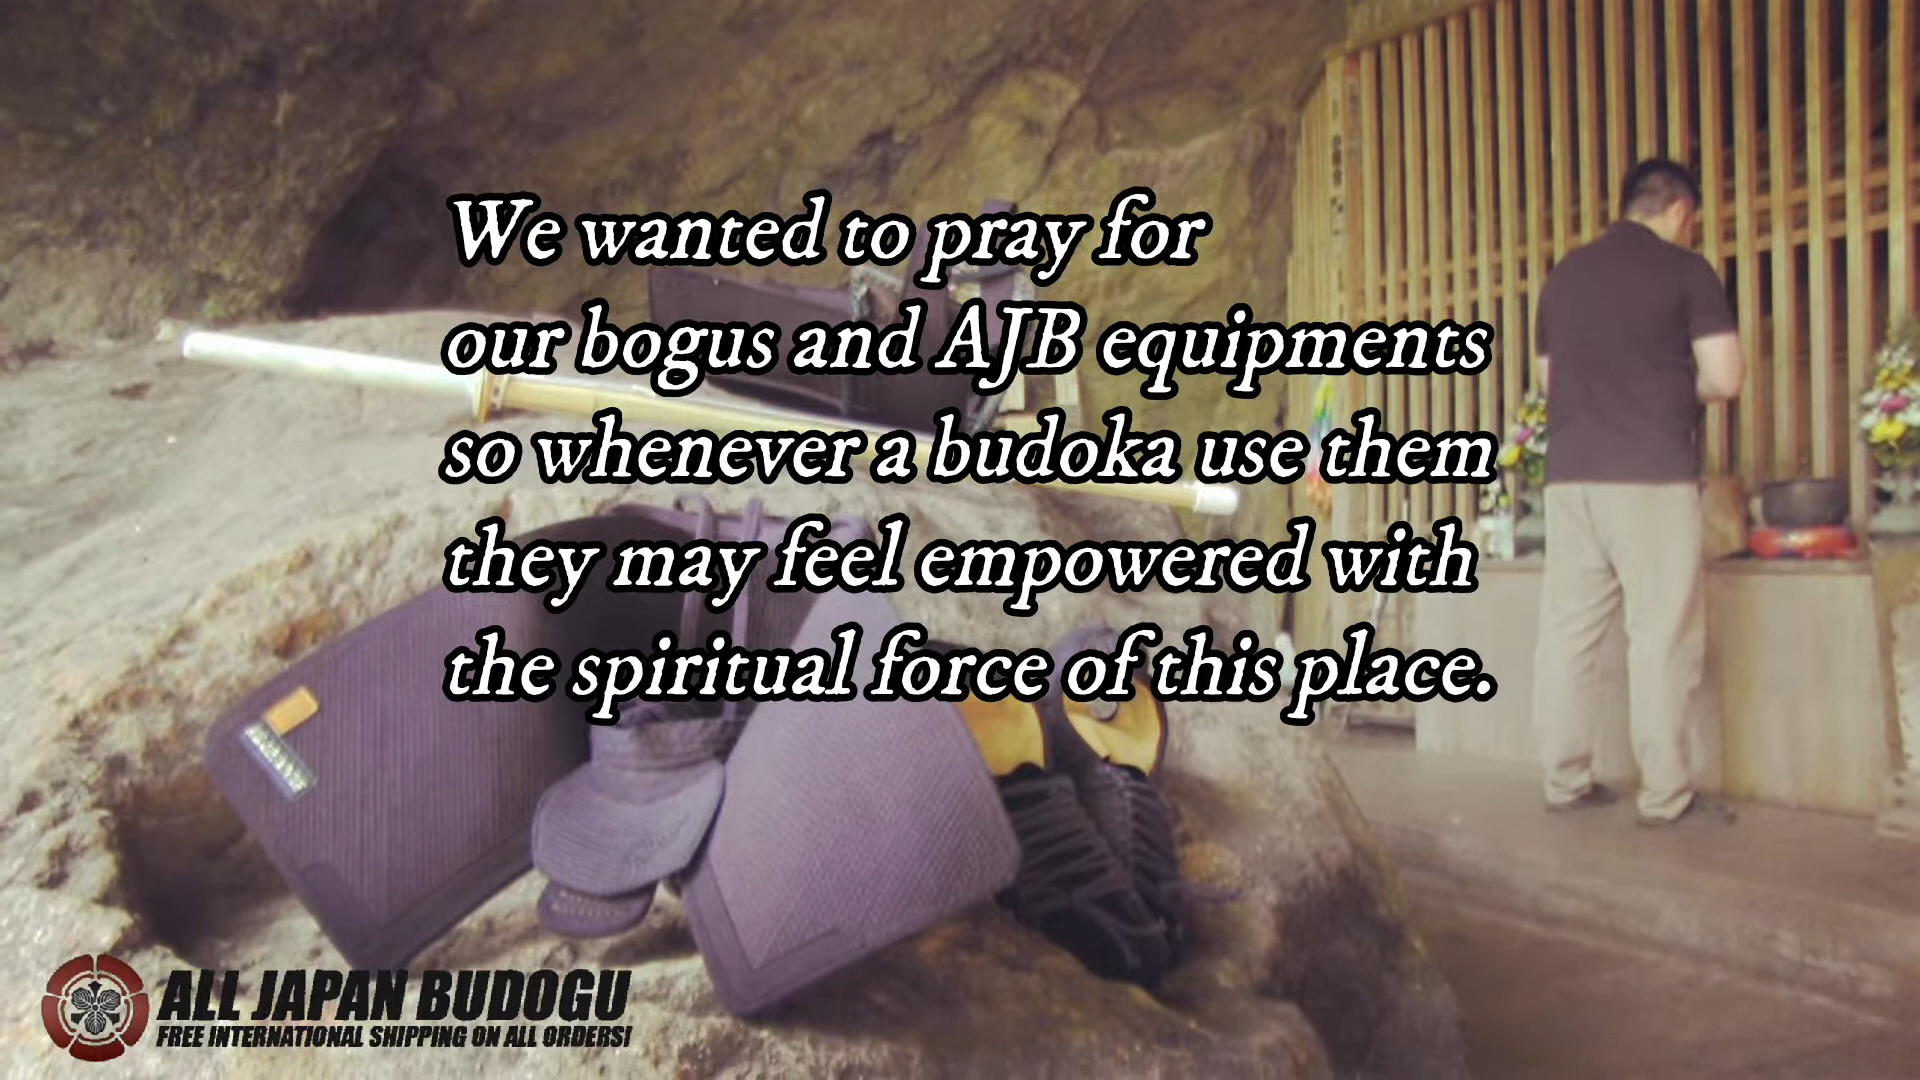 We wanted to pray for
our bogus and AJB equipments
so whenever a budoka use them
they may feel empowered with
the spiritual force of this place.
ALL JAPAN BUDOGU
FREE INTERNATIONAL SHIPPING ON ALL ORDERS!